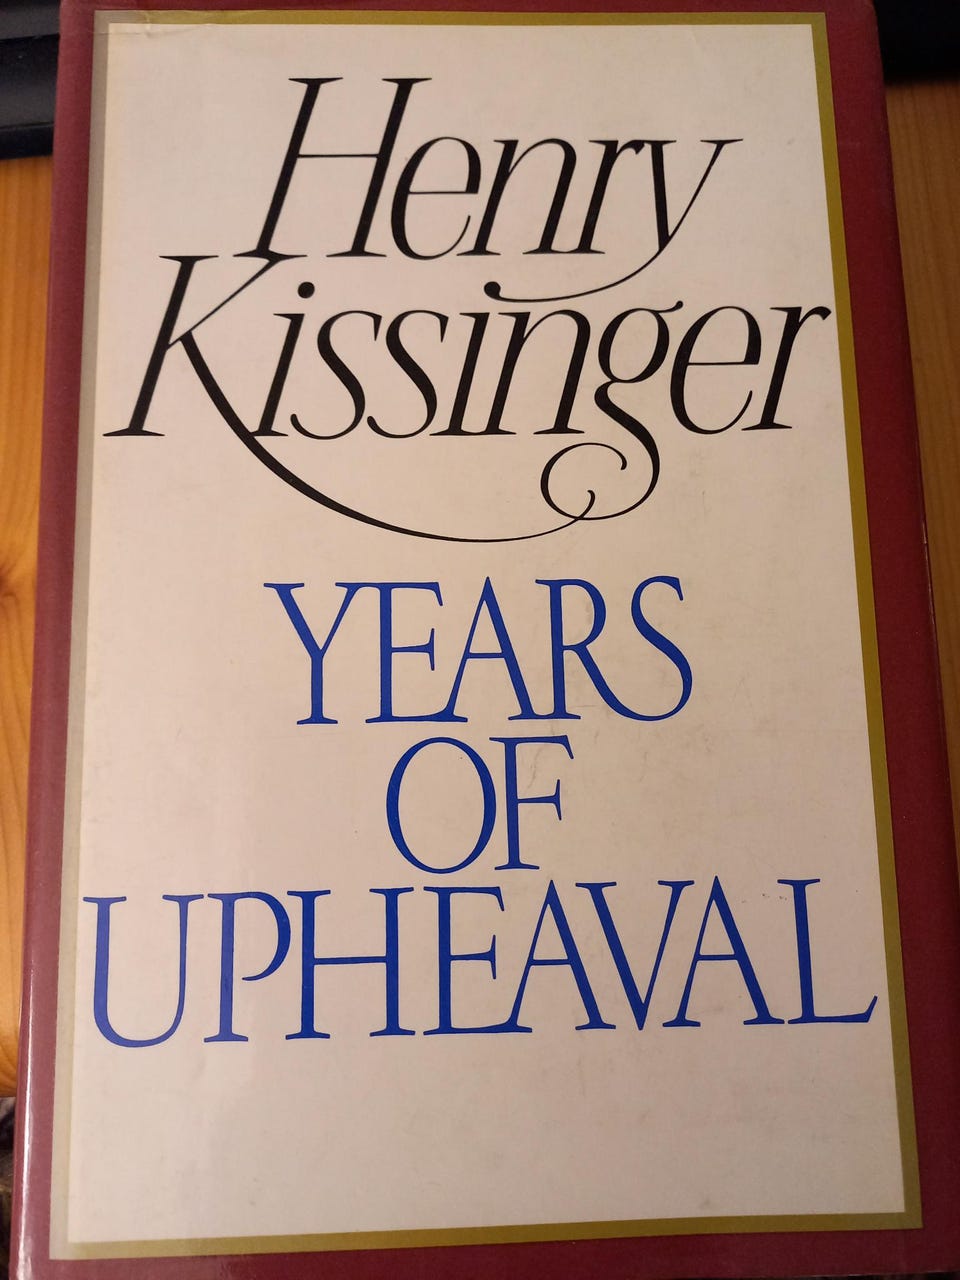 Henry
Kissinger
YEARS
OF
UPHEAVAL